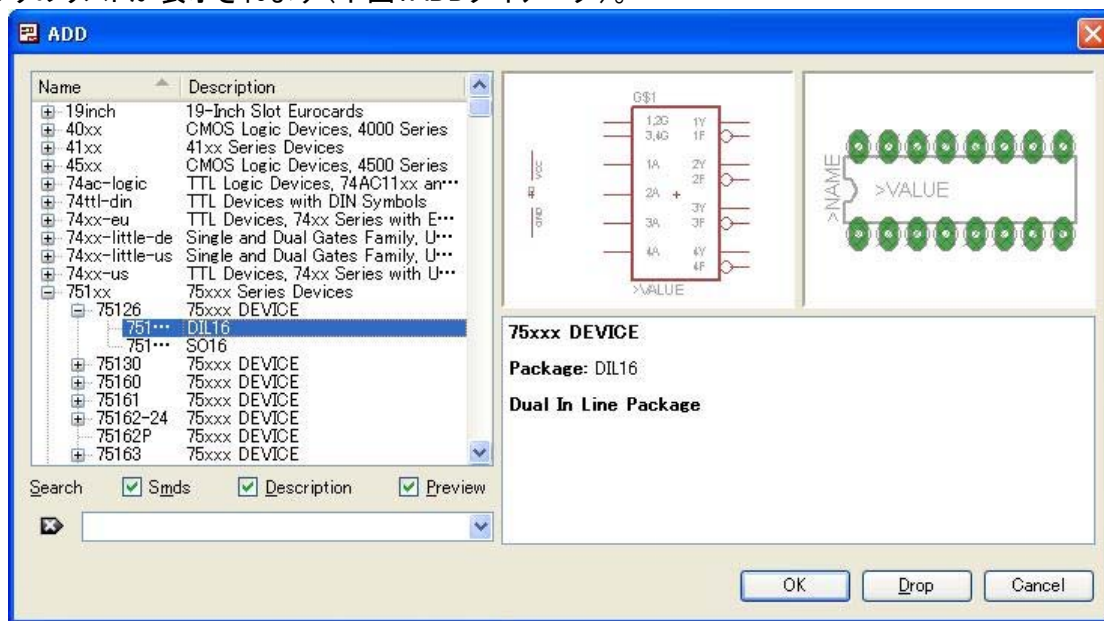 ADD
Name Description
19inch 19-Inch Slot Eurocards
40xx CMOS Logic Devices, 4000 Series
41xx 41xx Series Devices
45xx CMOS Logic Devices, 4500 Series
74ac-logic TTL Logic Devices, 74AC11xx an…
74ttl-din TTL Devices with DIN Symbols
74xx-eu TTL Devices, 74xx Series with E…
74xx-little-de Single and Dual Gates Family, U…
74xx-little-us Single and Dual Gates Family, U…
74xx-us TTL Devices, 74xx Series with U…
751xx 75xxx Series Devices
75126 75xxx DEVICE
751… DIL16
751… SO16
75130 75xxx DEVICE
75160 75xxx DEVICE
75161 75xxx DEVICE
75162-24 75xxx DEVICE
75162P 75xxx DEVICE
75163 75xxx DEVICE
Search Smds Description Preview
G$1
1,2G 1Y
3,4G 1F
1A 2Y
2F
2A
3Y
3A 3F
4A 4Y
4F
>VALUE
VCC
GND
>NAME
>VALUE
75xxx DEVICE
Package: DIL16
Dual In Line Package
OK Drop Cancel